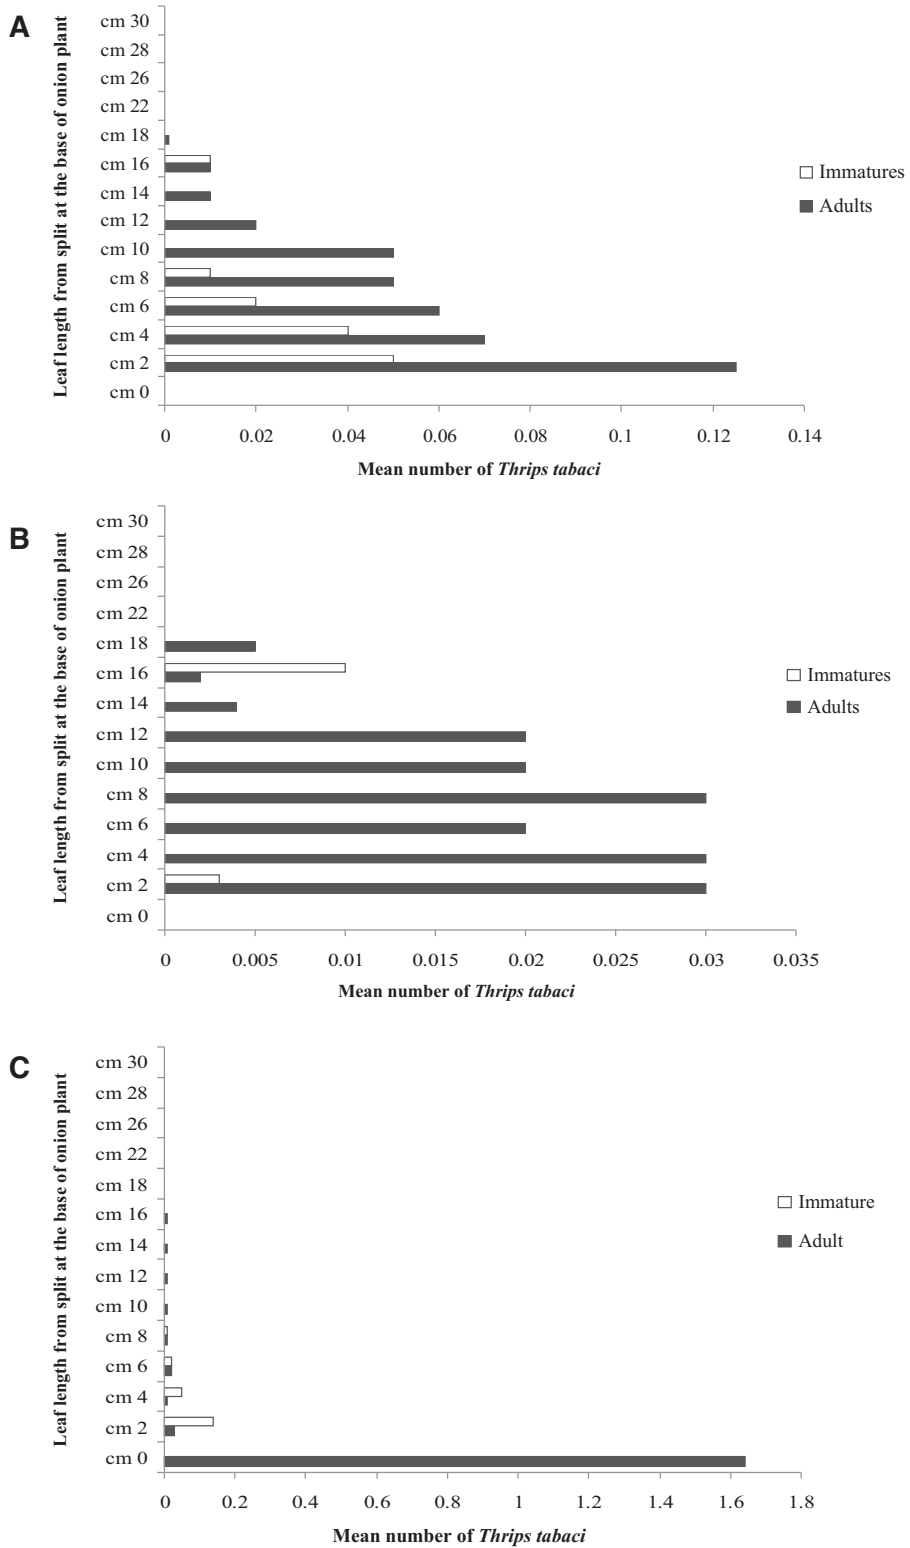 A
Leaf length from split at the base of onion plant
cm 30
cm 28
cm 26
cm 22
cm 18
cm 16
cm 14
cm 12
cm 10
cm 8
cm 6
cm 4
cm 2
cm 0
Immatures
Adults
0 0.02 0.04 0.06 0.08 0.1 0.12 0.14
Mean number of Thrips tabaci
B
Leaf length from split at the base of onion plant
cm 30
cm 28
cm 26
cm 22
cm 18
cm 16
cm 14
cm 12
cm 10
cm 8
cm 6
cm 4
cm 2
cm 0
Immatures
Adults
0 0.005 0.01 0.015 0.02 0.025 0.03 0.035
Mean number of Thrips tabaci
C
Leaf length from split at the base of onion plant
cm 30
cm 28
cm 26
cm 22
cm 18
cm 16
cm 14
cm 12
cm 10
cm 8
cm 6
cm 4
cm 2
cm 0
Immature
Adult
0 0.2 0.4 0.6 0.8 1 1.2 1.4 1.6 1.8
Mean number of Thrips tabaci